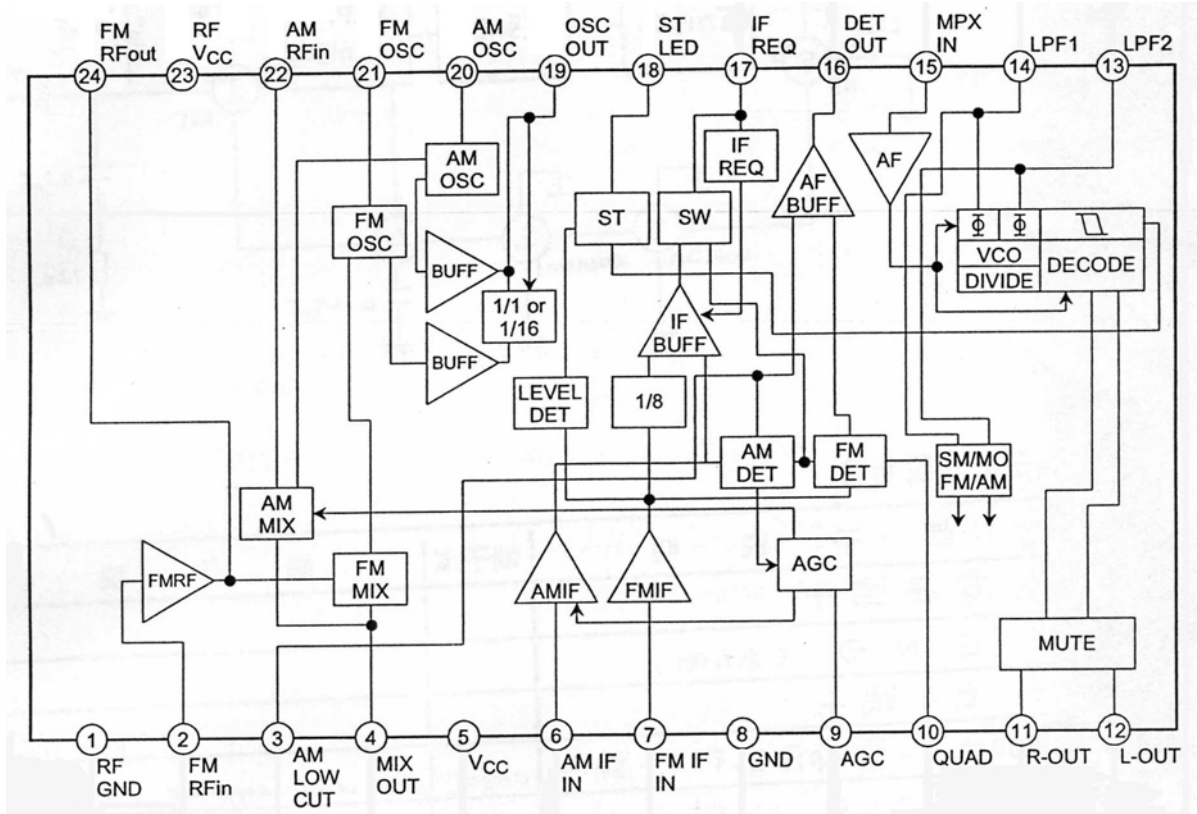 FM
RFout
RF
VCC
AM
RFin
FM
OSC
AM
OSC
OSC
OUT
ST
LED
IF
REQ
DET
OUT
MPX
IN
LPF1
LPF2
24
23
22
21
20
19
18
17
16
15
14
13
AM
OSC
FM
OSC
BUFF
BUFF
1/1 or
1/16
ST
SW
IF
REQ
AF
BUFF
AF
Φ
Φ
VCO
DIVIDE
DECODE
IF
BUFF
LEVEL
DET
1/8
AM
DET
FM
DET
SM/MO
FM/AM
AM
MIX
FMRF
FM
MIX
AMIF
FMIF
AGC
MUTE
1
2
3
4
5
6
7
8
9
10
11
12
RF
GND
FM
RFin
AM
LOW
CUT
MIX
OUT
VCC
AM IF
IN
FM IF
IN
GND
AGC
QUAD
R-OUT
L-OUT